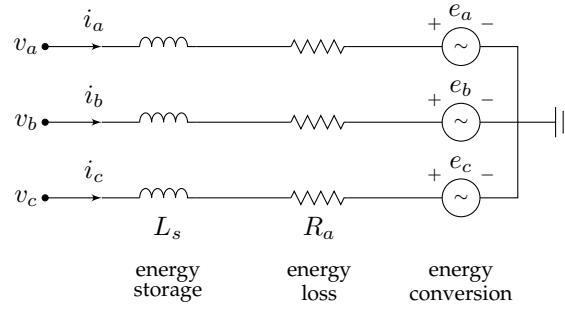 i_a e_a
v_a + ~ −
i_b e_b
v_b + ~ −
i_c e_c
v_c + ~ −
L_s R_a
energy energy energy
storage loss conversion